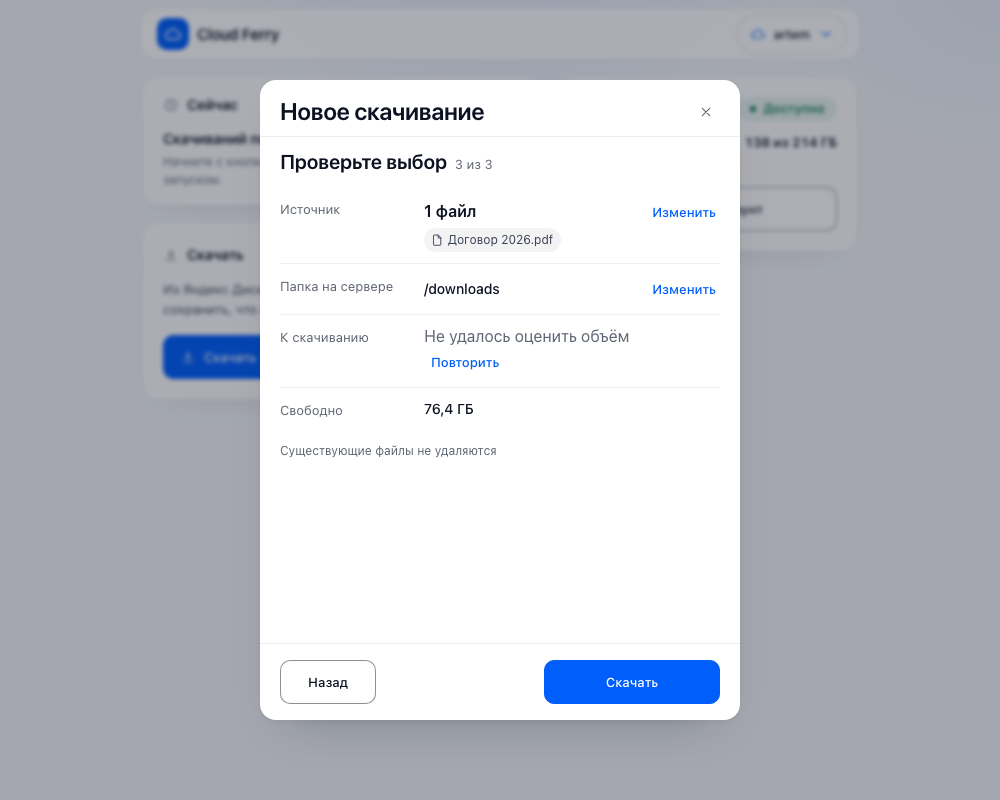 Cloud Ferry
artem
Сейчас
Доступно
138 из 214 ГБ
Скачать
Скачать
Новое скачивание
Проверьте выбор 3 из 3
Источник
1 файл
Изменить
Договор 2026.pdf
Папка на сервере
/downloads
Изменить
К скачиванию
Не удалось оценить объём
Повторить
Свободно
76,4 ГБ
Существующие файлы не удаляются
Назад
Скачать